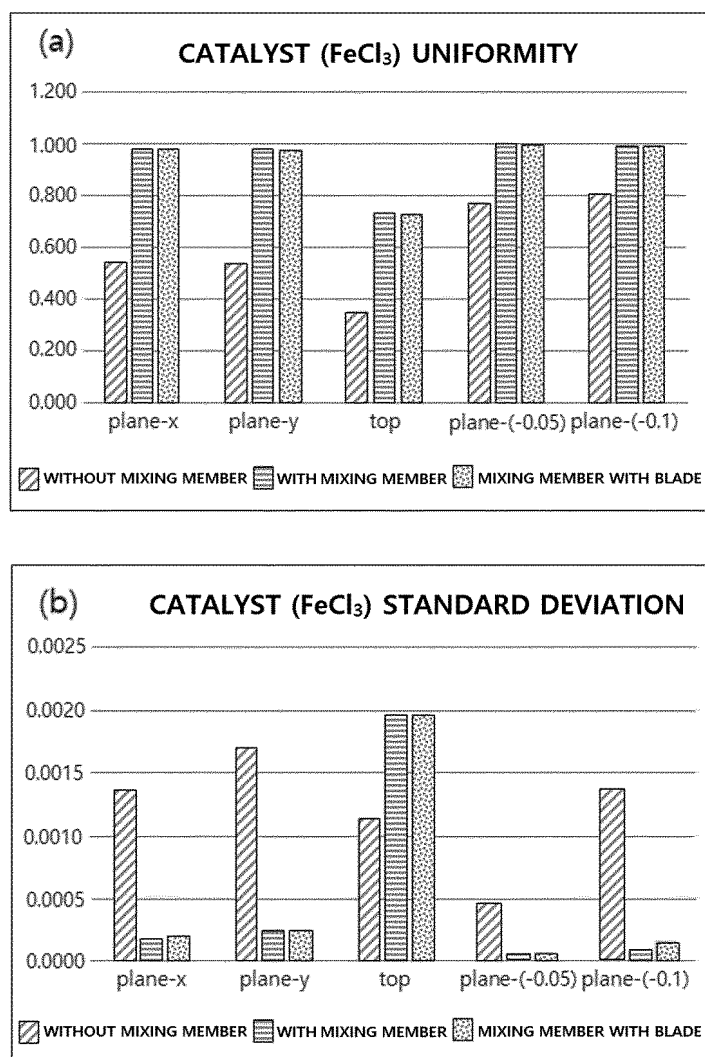 (a)
CATALYST (FeCl₃) UNIFORMITY
1.200
1.000
0.800
0.600
0.400
0.200
0.000
plane-x plane-y top plane-(-0.05) plane-(-0.1)
WITHOUT MIXING MEMBER WITH MIXING MEMBER MIXING MEMBER WITH BLADE
(b)
CATALYST (FeCl₃) STANDARD DEVIATION
0.0025
0.0020
0.0015
0.0010
0.0005
0.0000
plane-x plane-y top plane-(-0.05) plane-(-0.1)
WITHOUT MIXING MEMBER WITH MIXING MEMBER MIXING MEMBER WITH BLADE